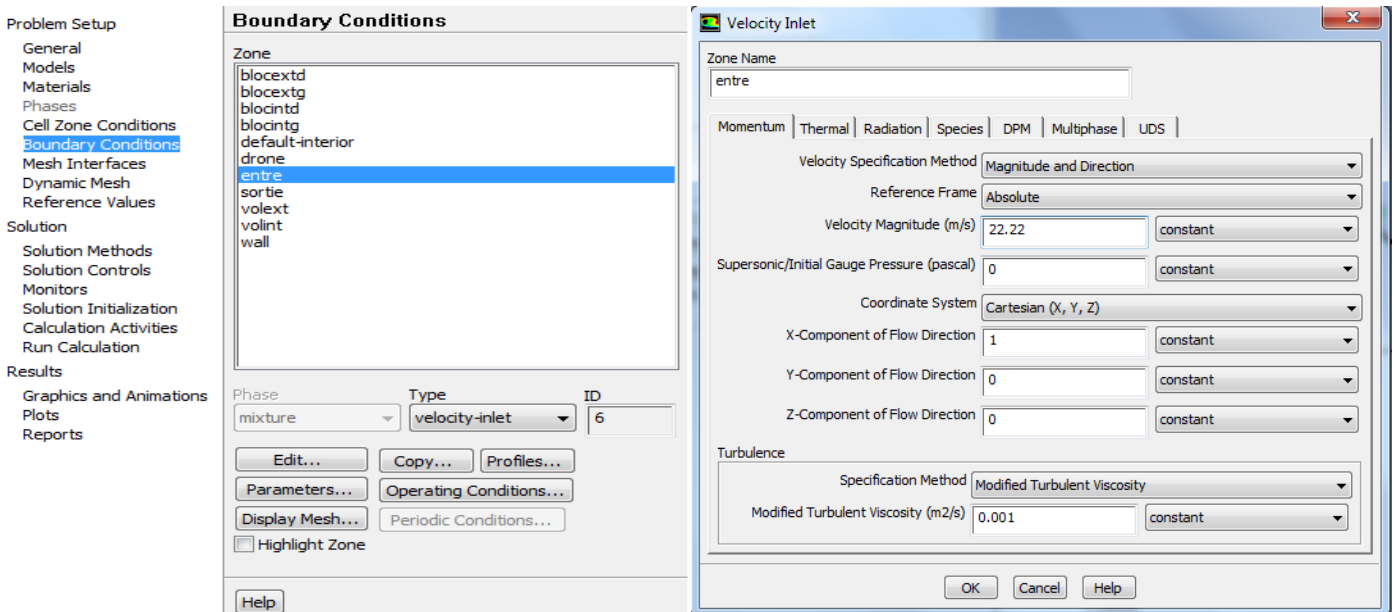 Problem Setup
General
Models
Materials
Phases
Cell Zone Conditions
Boundary Conditions
Mesh Interfaces
Dynamic Mesh
Reference Values
Solution
Solution Methods
Solution Controls
Monitors
Solution Initialization
Calculation Activities
Run Calculation
Results
Graphics and Animations
Plots
Reports
Boundary Conditions
Zone
blocextd
blocextg
blocintd
blocintg
default-interior
drone
entre
sortie
volext
volint
wall
Phase Type ID
mixture velocity-inlet 6
Edit... Copy... Profiles...
Parameters... Operating Conditions...
Display Mesh... Periodic Conditions...
Highlight Zone
Help
Velocity Inlet
Zone Name
entre
Momentum Thermal Radiation Species DPM Multiphase UDS
Velocity Specification Method Magnitude and Direction
Reference Frame Absolute
Velocity Magnitude (m/s) 22.22 constant
Supersonic/Initial Gauge Pressure (pascal) 0 constant
Coordinate System Cartesian (X, Y, Z)
X-Component of Flow Direction 1 constant
Y-Component of Flow Direction 0 constant
Z-Component of Flow Direction 0 constant
Turbulence
Specification Method Modified Turbulent Viscosity
Modified Turbulent Viscosity (m2/s) 0.001 constant
OK Cancel Help